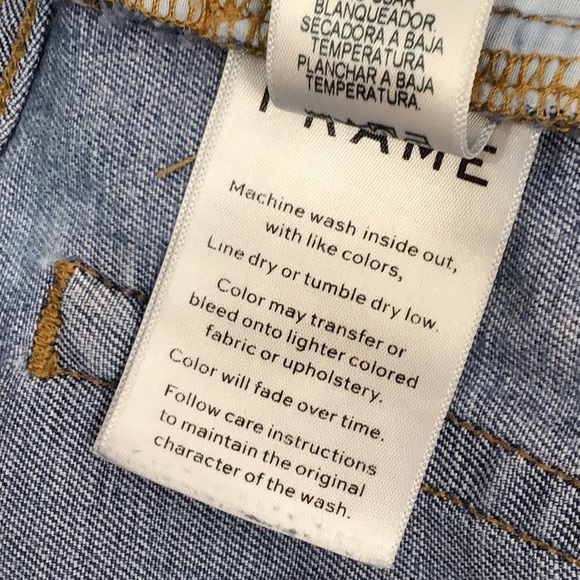 BLANQUEADOR.
SECADORA A BAJA
TEMPERATURA
PLANCHAR A BAJA
TEMPERATURA.
FRAME
Machine wash inside out,
with like colors,
Line dry or tumble dry low.
Color may transfer or
bleed onto lighter colored
fabric or upholstery.
Color will fade over time.
Follow care instructions
to maintain the original
character of the wash.